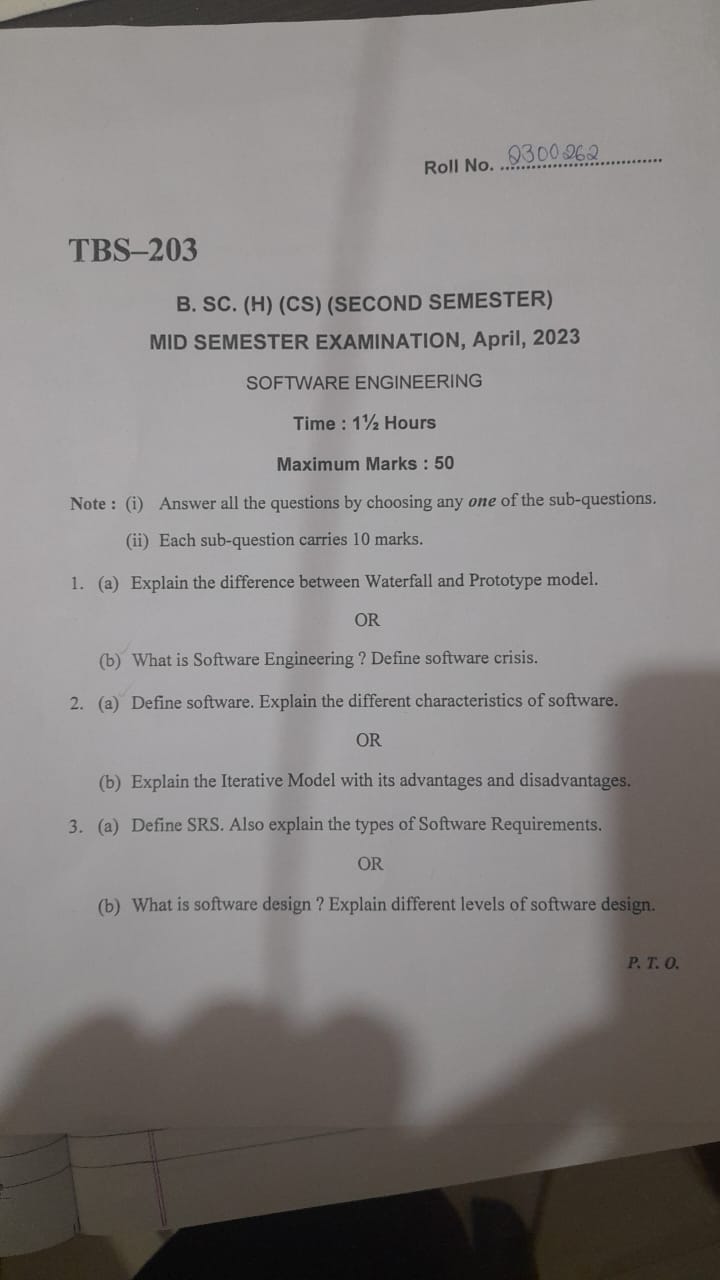 Roll No. 2300262
TBS–203
B. SC. (H) (CS) (SECOND SEMESTER)
MID SEMESTER EXAMINATION, April, 2023
SOFTWARE ENGINEERING
Time : 1½ Hours
Maximum Marks : 50
Note : (i) Answer all the questions by choosing any one of the sub-questions.
(ii) Each sub-question carries 10 marks.
1. (a) Explain the difference between Waterfall and Prototype model.
OR
(b) What is Software Engineering ? Define software crisis.
2. (a) Define software. Explain the different characteristics of software.
OR
(b) Explain the Iterative Model with its advantages and disadvantages.
3. (a) Define SRS. Also explain the types of Software Requirements.
OR
(b) What is software design ? Explain different levels of software design.
P. T. O.